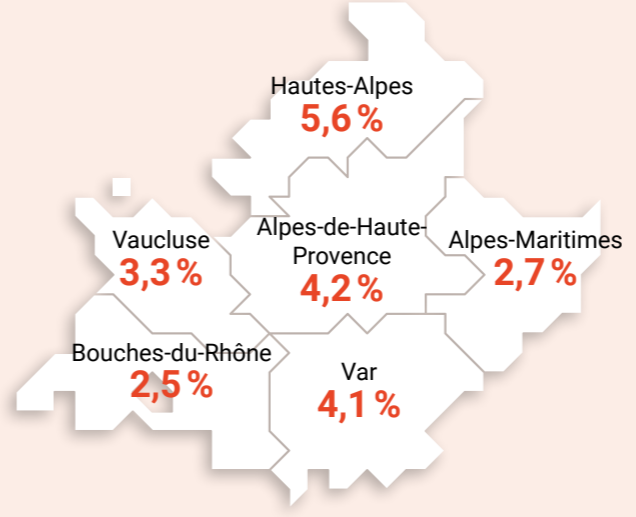 Hautes-Alpes
5,6 %
Vaucluse
3,3 %
Alpes-de-Haute-
Provence
4,2 %
Alpes-Maritimes
2,7 %
Bouches-du-Rhône
2,5 %
Var
4,1 %